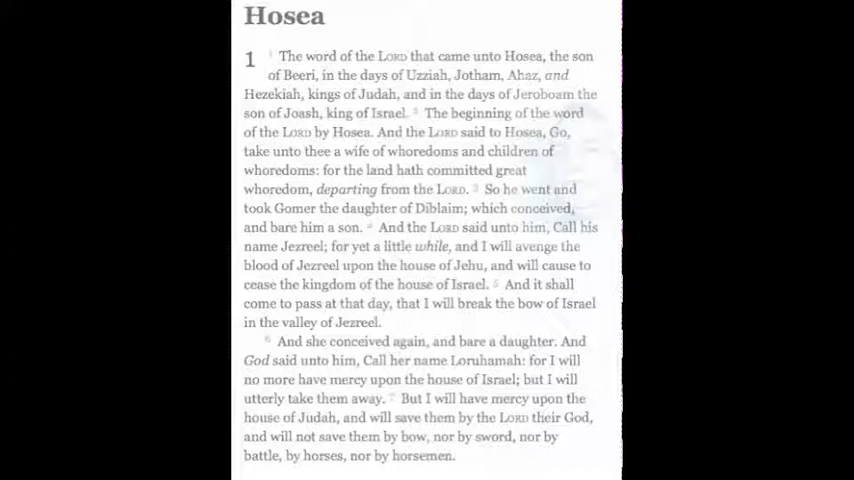 Hosea
1 1 The word of the LORD that came unto Hosea, the son
of Beeri, in the days of Uzziah, Jotham, Ahaz, and
Hezekiah, kings of Judah, and in the days of Jeroboam the
son of Joash, king of Israel. 2 The beginning of the word
of the LORD by Hosea. And the LORD said to Hosea, Go,
take unto thee a wife of whoredoms and children of
whoredoms: for the land hath committed great
whoredom, departing from the LORD. 3 So he went and
took Gomer the daughter of Diblaim; which conceived,
and bare him a son. 4 And the LORD said unto him, Call his
name Jezreel; for yet a little while, and I will avenge the
blood of Jezreel upon the house of Jehu, and will cause to
cease the kingdom of the house of Israel. 5 And it shall
come to pass at that day, that I will break the bow of Israel
in the valley of Jezreel.
6 And she conceived again, and bare a daughter. And
God said unto him, Call her name Loruhamah: for I will
no more have mercy upon the house of Israel; but I will
utterly take them away. 7 But I will have mercy upon the
house of Judah, and will save them by the LORD their God,
and will not save them by bow, nor by sword, nor by
battle, by horses, nor by horsemen.